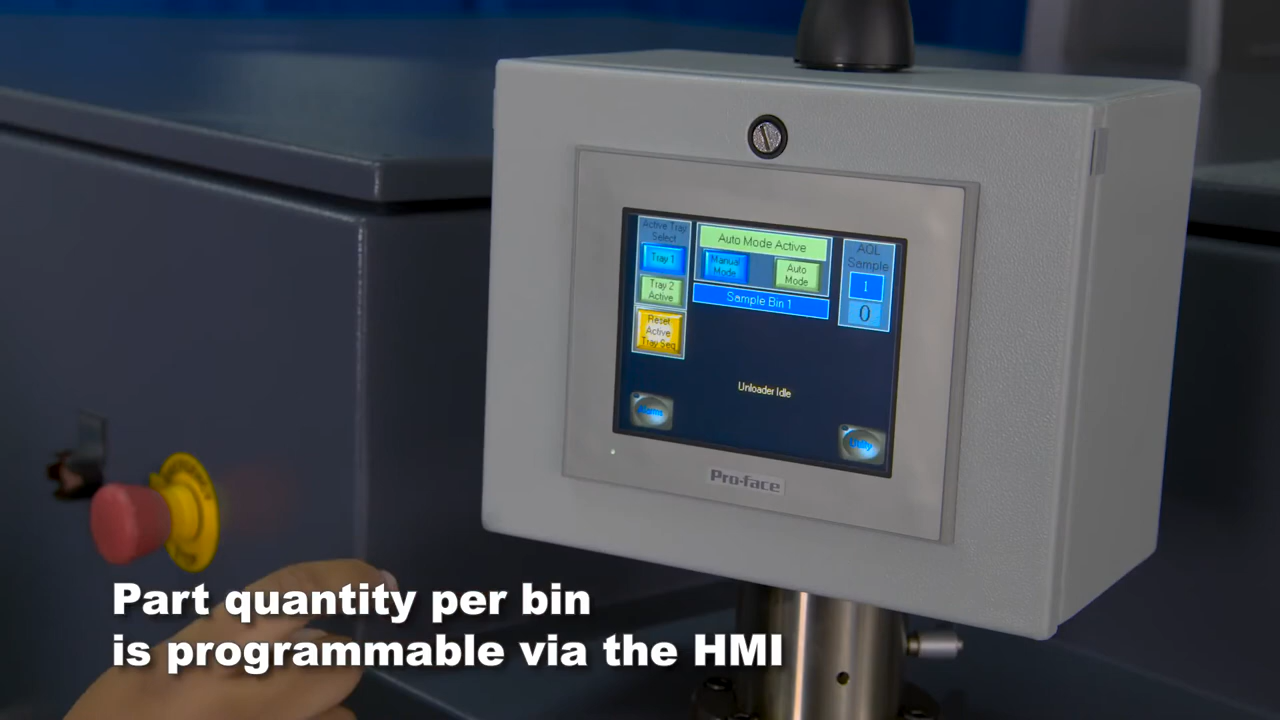 Active Tray
Select
Tray 1
Tray 2
Active
Reset
Active
Tray Seq
Auto Mode Active
Manual
Mode
Auto
Mode
Sample Bin 1
AQL
Sample
1
0
Unloader Idle
Alarms
Utility
Pro-face
Part quantity per bin
is programmable via the HMI